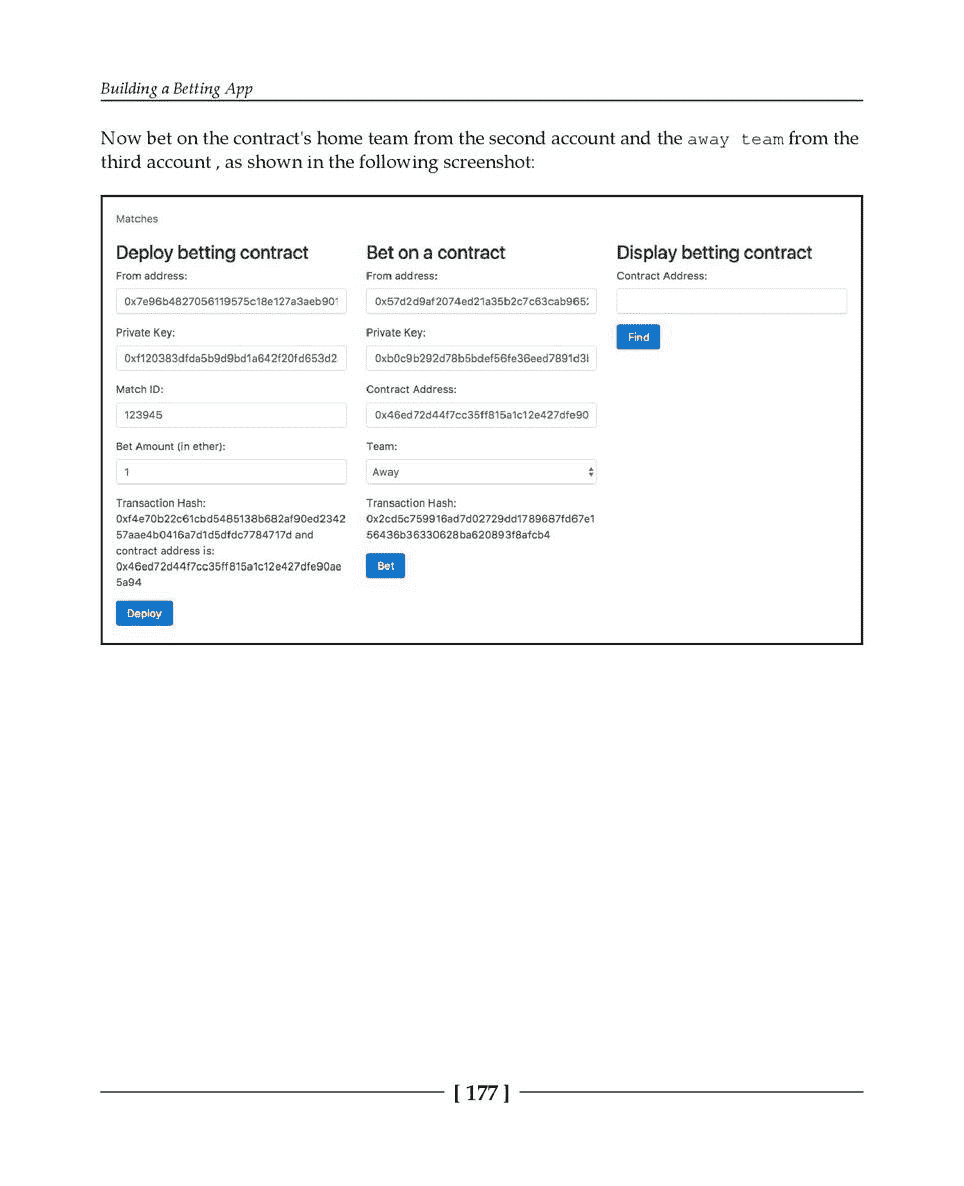 Building a Betting App
Now bet on the contract's home team from the second account and the away team from the
third account , as shown in the following screenshot:
Matches
Deploy betting contract
From address:
0x7e96b4827056119575c18e127a3aeb901
Private Key:
0xf120383dfda5b9d9bd1a642f20fd653d2
Match ID:
123945
Bet Amount (in ether):
1
Transaction Hash:
0xf4e70b22c61cbd5485138b682af90ed2342
57aae4b0416a7d1d5dfdc7784717d and
contract address is:
0x46ed72d44f7cc35ff815a1c12e427dfe90ae
5a94
Deploy
Bet on a contract
From address:
0x57d2d9af2074ed21a35b2c7c63cab965
Private Key:
0xb0c9b292d78b5bdef56fe36eed7891d3
Contract Address:
0x46ed72d44f7cc35ff815a1c12e427dfe90
Team:
Away
Transaction Hash:
0x2cd5c759916ad7d02729dd1789687fd67e1
56436b36330628ba620893f8afcb4
Bet
Display betting contract
Contract Address:
Find
[ 177 ]